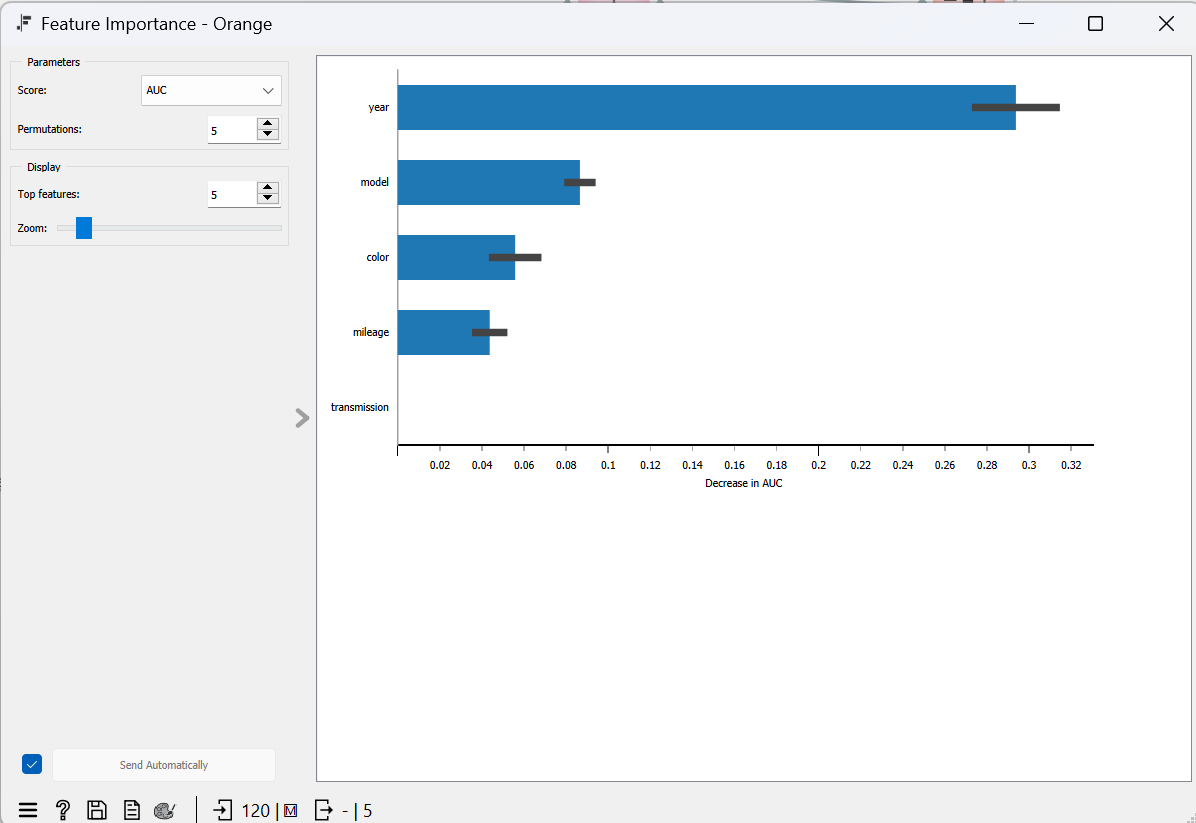 Feature Importance - Orange
Parameters
Score:
AUC
Permutations:
5
Display
Top features:
5
Zoom:
year
model
color
mileage
transmission
0.02 0.04 0.06 0.08 0.1 0.12 0.14 0.16 0.18 0.2 0.22 0.24 0.26 0.28 0.3 0.32
Decrease in AUC
Send Automatically
? 120 | M - | 5